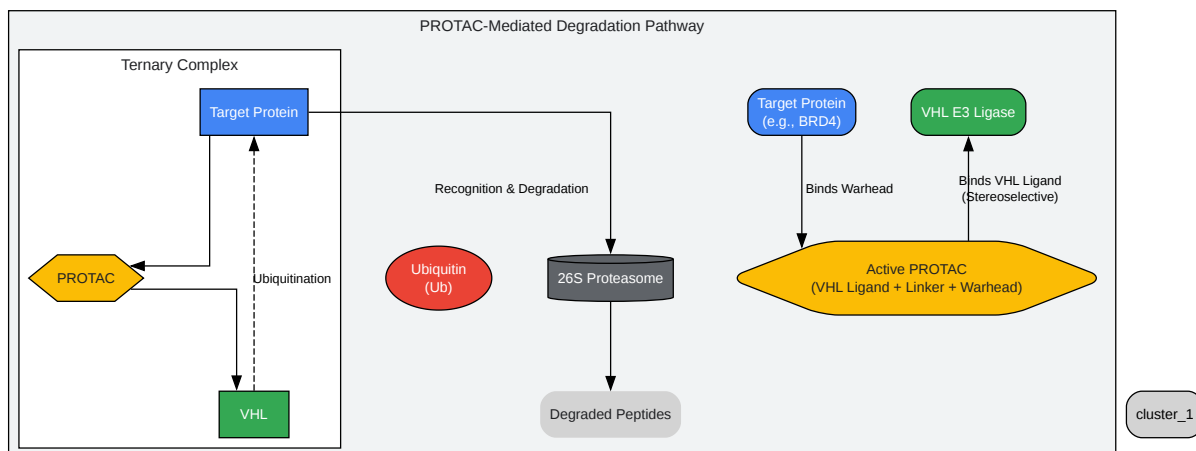 PROTAC-Mediated Degradation Pathway
Ternary Complex
Target Protein
Target Protein
(e.g., BRD4)
VHL E3 Ligase
Recognition & Degradation
Binds Warhead
Binds VHL Ligand
(Stereoselective)
PROTAC
Ubiquitination
Ubiquitin
(Ub)
26S Proteasome
Active PROTAC
(VHL Ligand + Linker + Warhead)
VHL
Degraded Peptides
cluster_1